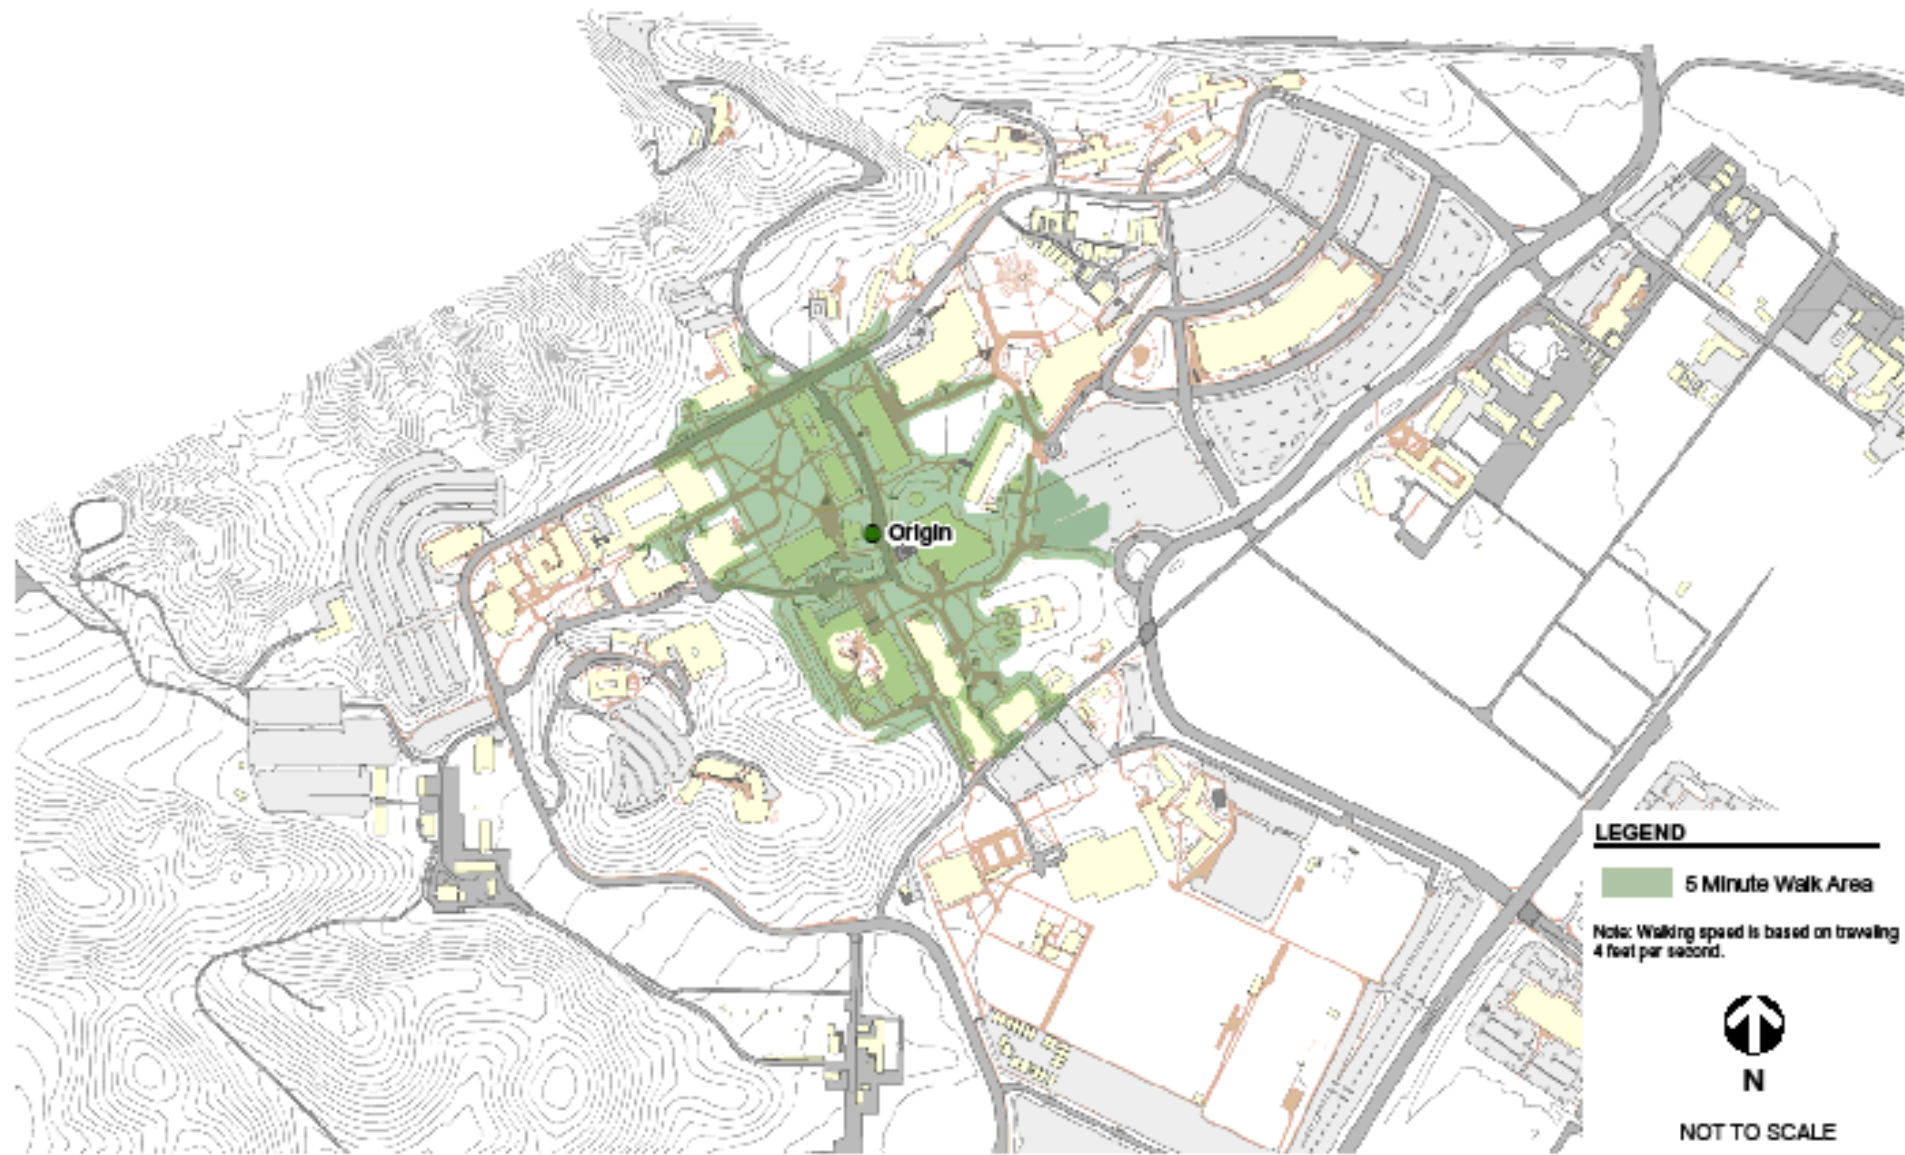 Origin
LEGEND
5 Minute Walk Area
Note: Walking speed is based on traveling
4 feet per second.
N
NOT TO SCALE